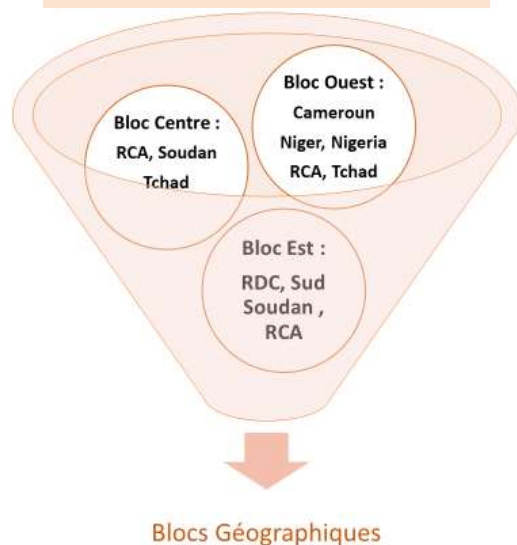 Bloc Centre :
RCA, Soudan
Tchad
Bloc Ouest :
Cameroun
Niger, Nigeria
RCA, Tchad
Bloc Est :
RDC, Sud
Soudan ,
RCA
Blocs Géographiques